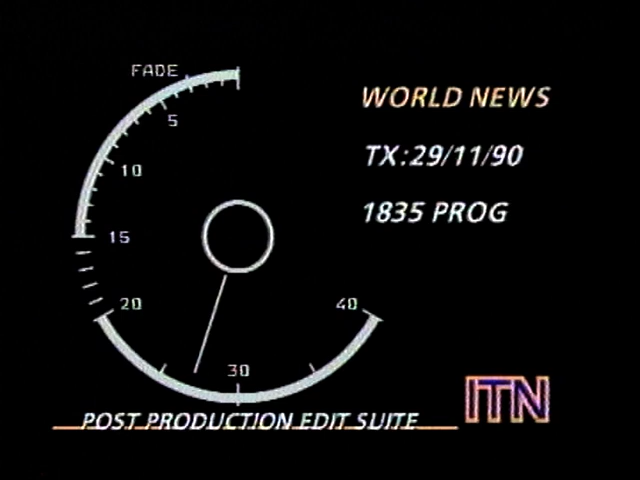 FADE
5
10
15
20
30
40
WORLD NEWS
TX:29/11/90
1835 PROG
POST PRODUCTION EDIT SUITE
ITN